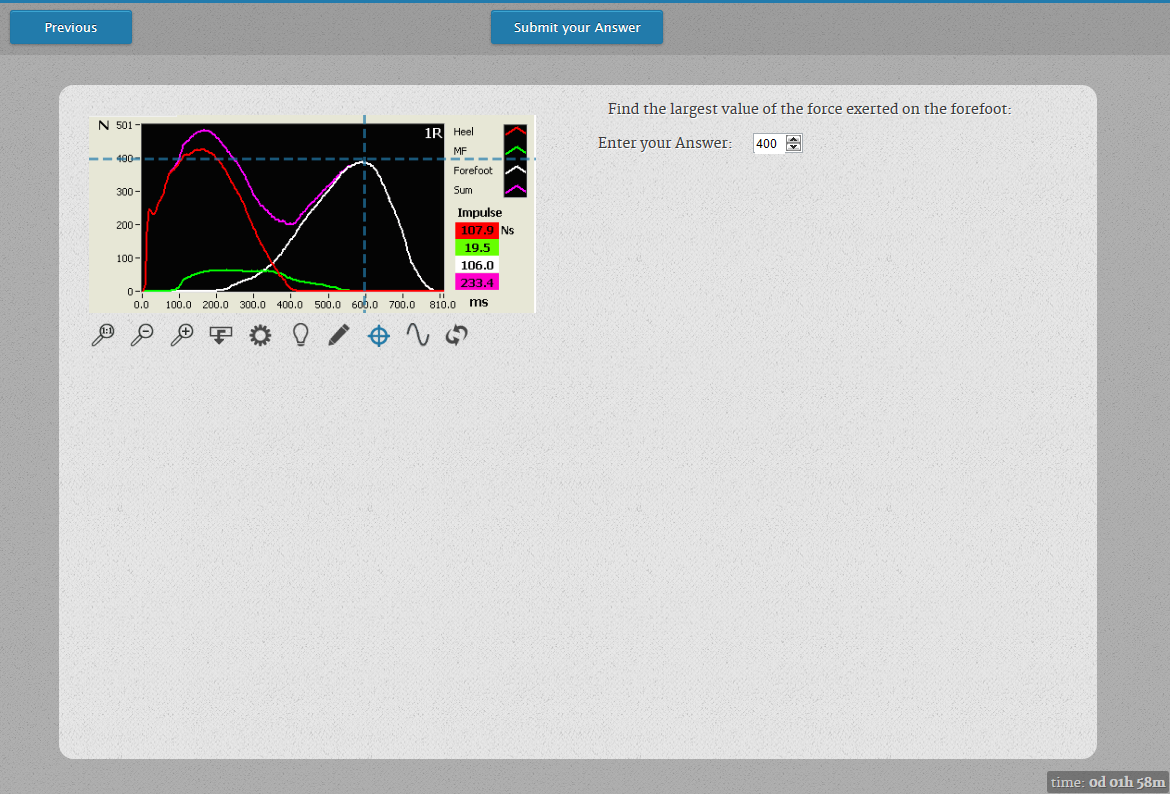 Previous
Submit your Answer
Find the largest value of the force exerted on the forefoot:
Enter your Answer: 400
N 501
400
300
200
100
0
1R
0.0 100.0 200.0 300.0 400.0 500.0 600.0 700.0 810.0
ms
Heel
MF
Forefoot
Sum
Impulse
107.9 Ns
19.5
106.0
233.4
1:1
time: 0d 01h 58m